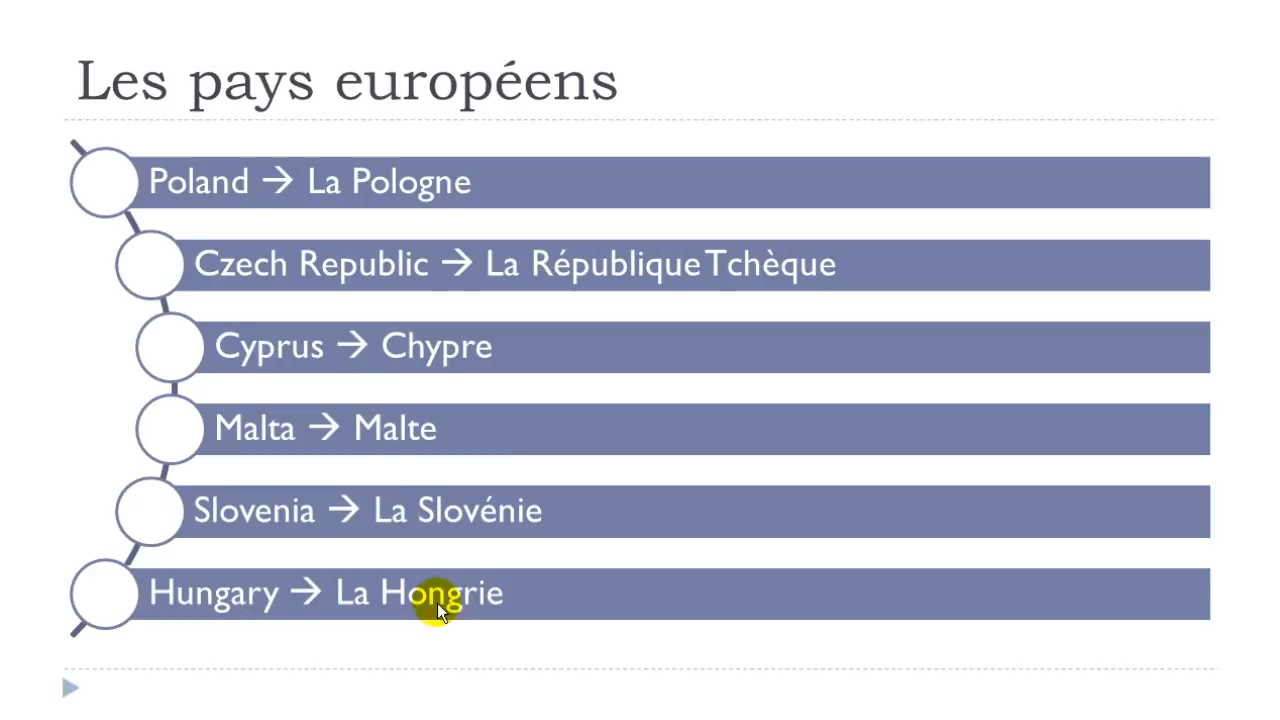 Les pays européens
Poland → La Pologne
Czech Republic → La République Tchèque
Cyprus → Chypre
Malta → Malte
Slovenia → La Slovénie
Hungary → La Hongrie